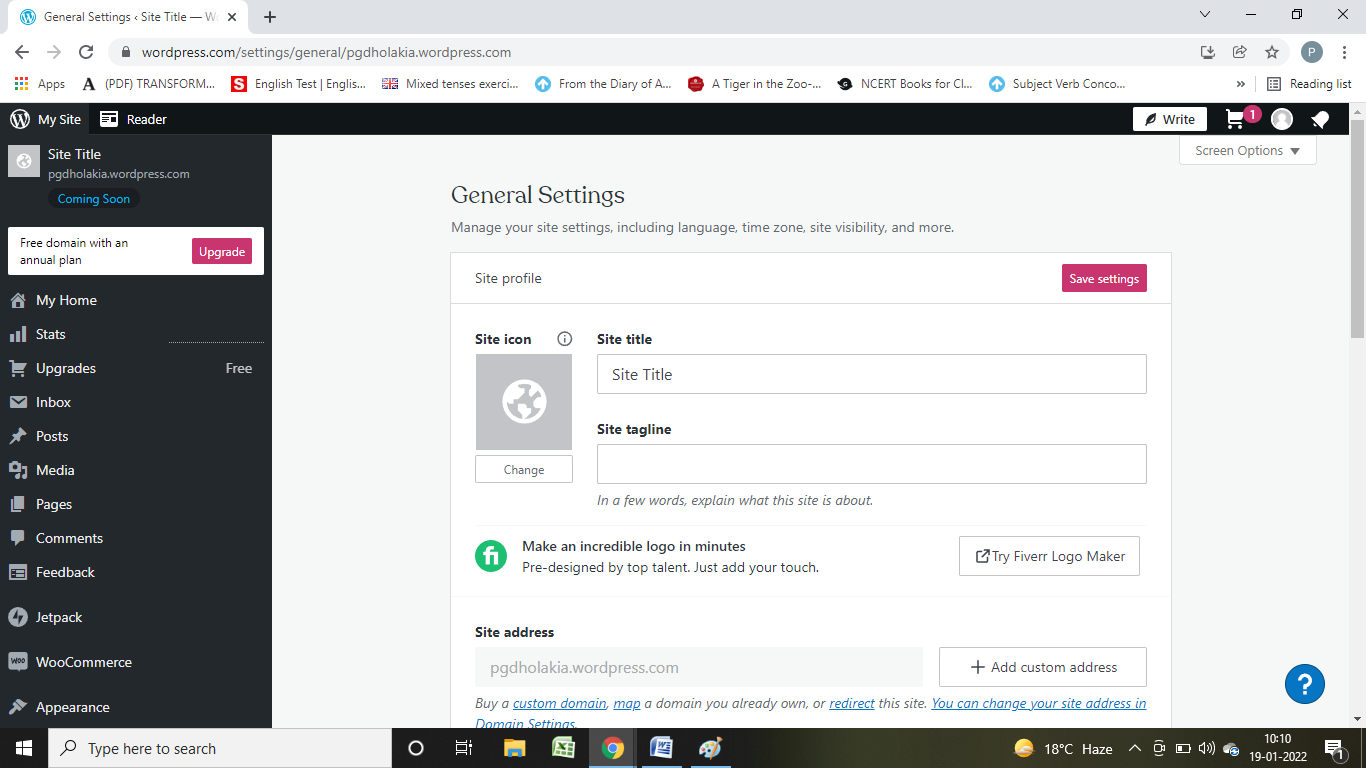 General Settings ‹ Site Title — W
wordpress.com/settings/general/pgdholakia.wordpress.com
P
Apps
A (PDF) TRANSFORM...
S English Test | Englis...
Mixed tenses exerci...
From the Diary of A...
A Tiger in the Zoo-...
NCERT Books for Cl...
Subject Verb Conco...
»
Reading list
My Site
Reader
Write
1
Site Title
pgdholakia.wordpress.com
Coming Soon
Free domain with an
annual plan
Upgrade
My Home
Stats
Upgrades Free
Inbox
Posts
Media
Pages
Comments
Feedback
Jetpack
WOO WooCommerce
Appearance
Screen Options
General Settings
Manage your site settings, including language, time zone, site visibility, and more.
Site profile
Save settings
Site icon
Change
Site title
Site Title
Site tagline
In a few words, explain what this site is about.
fi
Make an incredible logo in minutes
Pre-designed by top talent. Just add your touch.
Try Fiverr Logo Maker
Site address
pgdholakia.wordpress.com
+ Add custom address
Buy a custom domain, map a domain you already own, or redirect this site. You can change your site address in
Domain Settings.
?
Type here to search
18°C Haze
10:10
19-01-2022
1